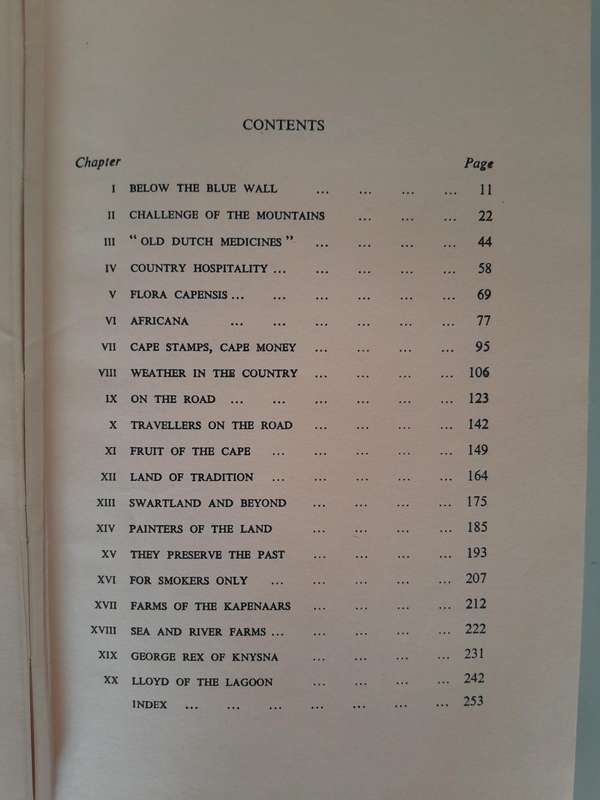 CONTENTS
Chapter Page
I BELOW THE BLUE WALL ... ... ... ... 11
II CHALLENGE OF THE MOUNTAINS ... ... ... 22
III “ OLD DUTCH MEDICINES ” ... ... ... ... 44
IV COUNTRY HOSPITALITY ... ... ... ... ... 58
V FLORA CAPENSIS ... ... ... ... ... ... 69
VI AFRICANA ... ... ... ... ... ... 77
VII CAPE STAMPS, CAPE MONEY ... ... ... ... 95
VIII WEATHER IN THE COUNTRY ... ... ... ... 106
IX ON THE ROAD ... ... ... ... ... ... 123
X TRAVELLERS ON THE ROAD ... ... ... ... 142
XI FRUIT OF THE CAPE ... ... ... ... ... 149
XII LAND OF TRADITION ... ... ... ... ... 164
XIII SWARTLAND AND BEYOND ... ... ... ... 175
XIV PAINTERS OF THE LAND ... ... ... ... 185
XV THEY PRESERVE THE PAST ... ... ... ... 193
XVI FOR SMOKERS ONLY ... ... ... ... ... 207
XVII FARMS OF THE KAPENAARS ... ... ... ... 212
XVIII SEA AND RIVER FARMS ... ... ... ... ... 222
XIX GEORGE REX OF KNYSNA ... ... ... ... 231
XX LLOYD OF THE LAGOON ... ... ... ... 242
INDEX ... ... ... ... ... ... ... 253